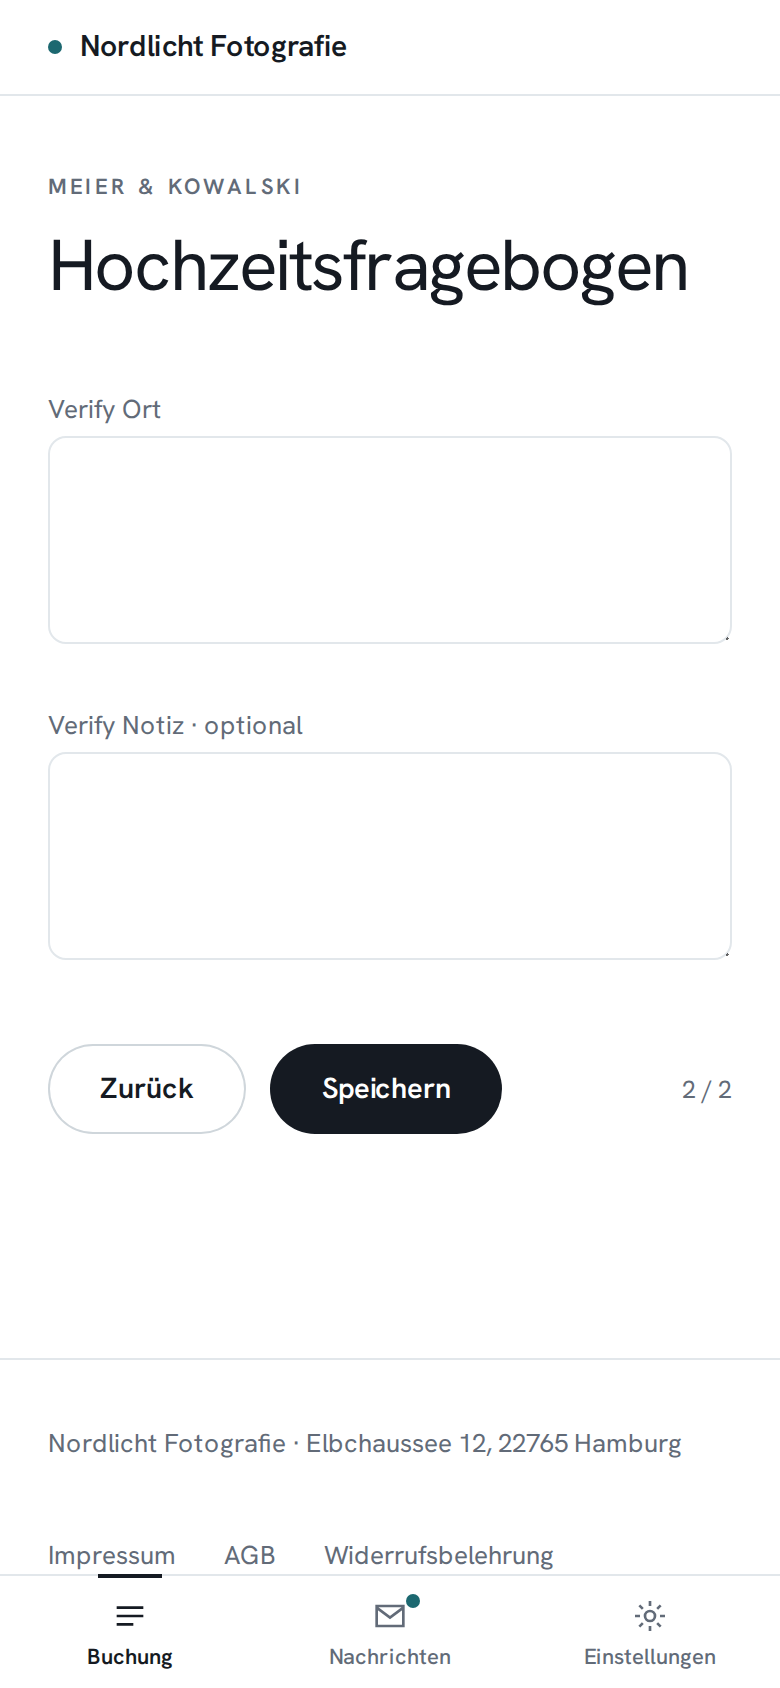 Nordlicht Fotografie
MEIER & KOWALSKI
Hochzeitsfragebogen
Verify Ort
Verify Notiz · optional
Zurück
Speichern
2 / 2
Nordlicht Fotografie · Elbchaussee 12, 22765 Hamburg
Impressum AGB Widerrufsbelehrung
Buchung Nachrichten Einstellungen